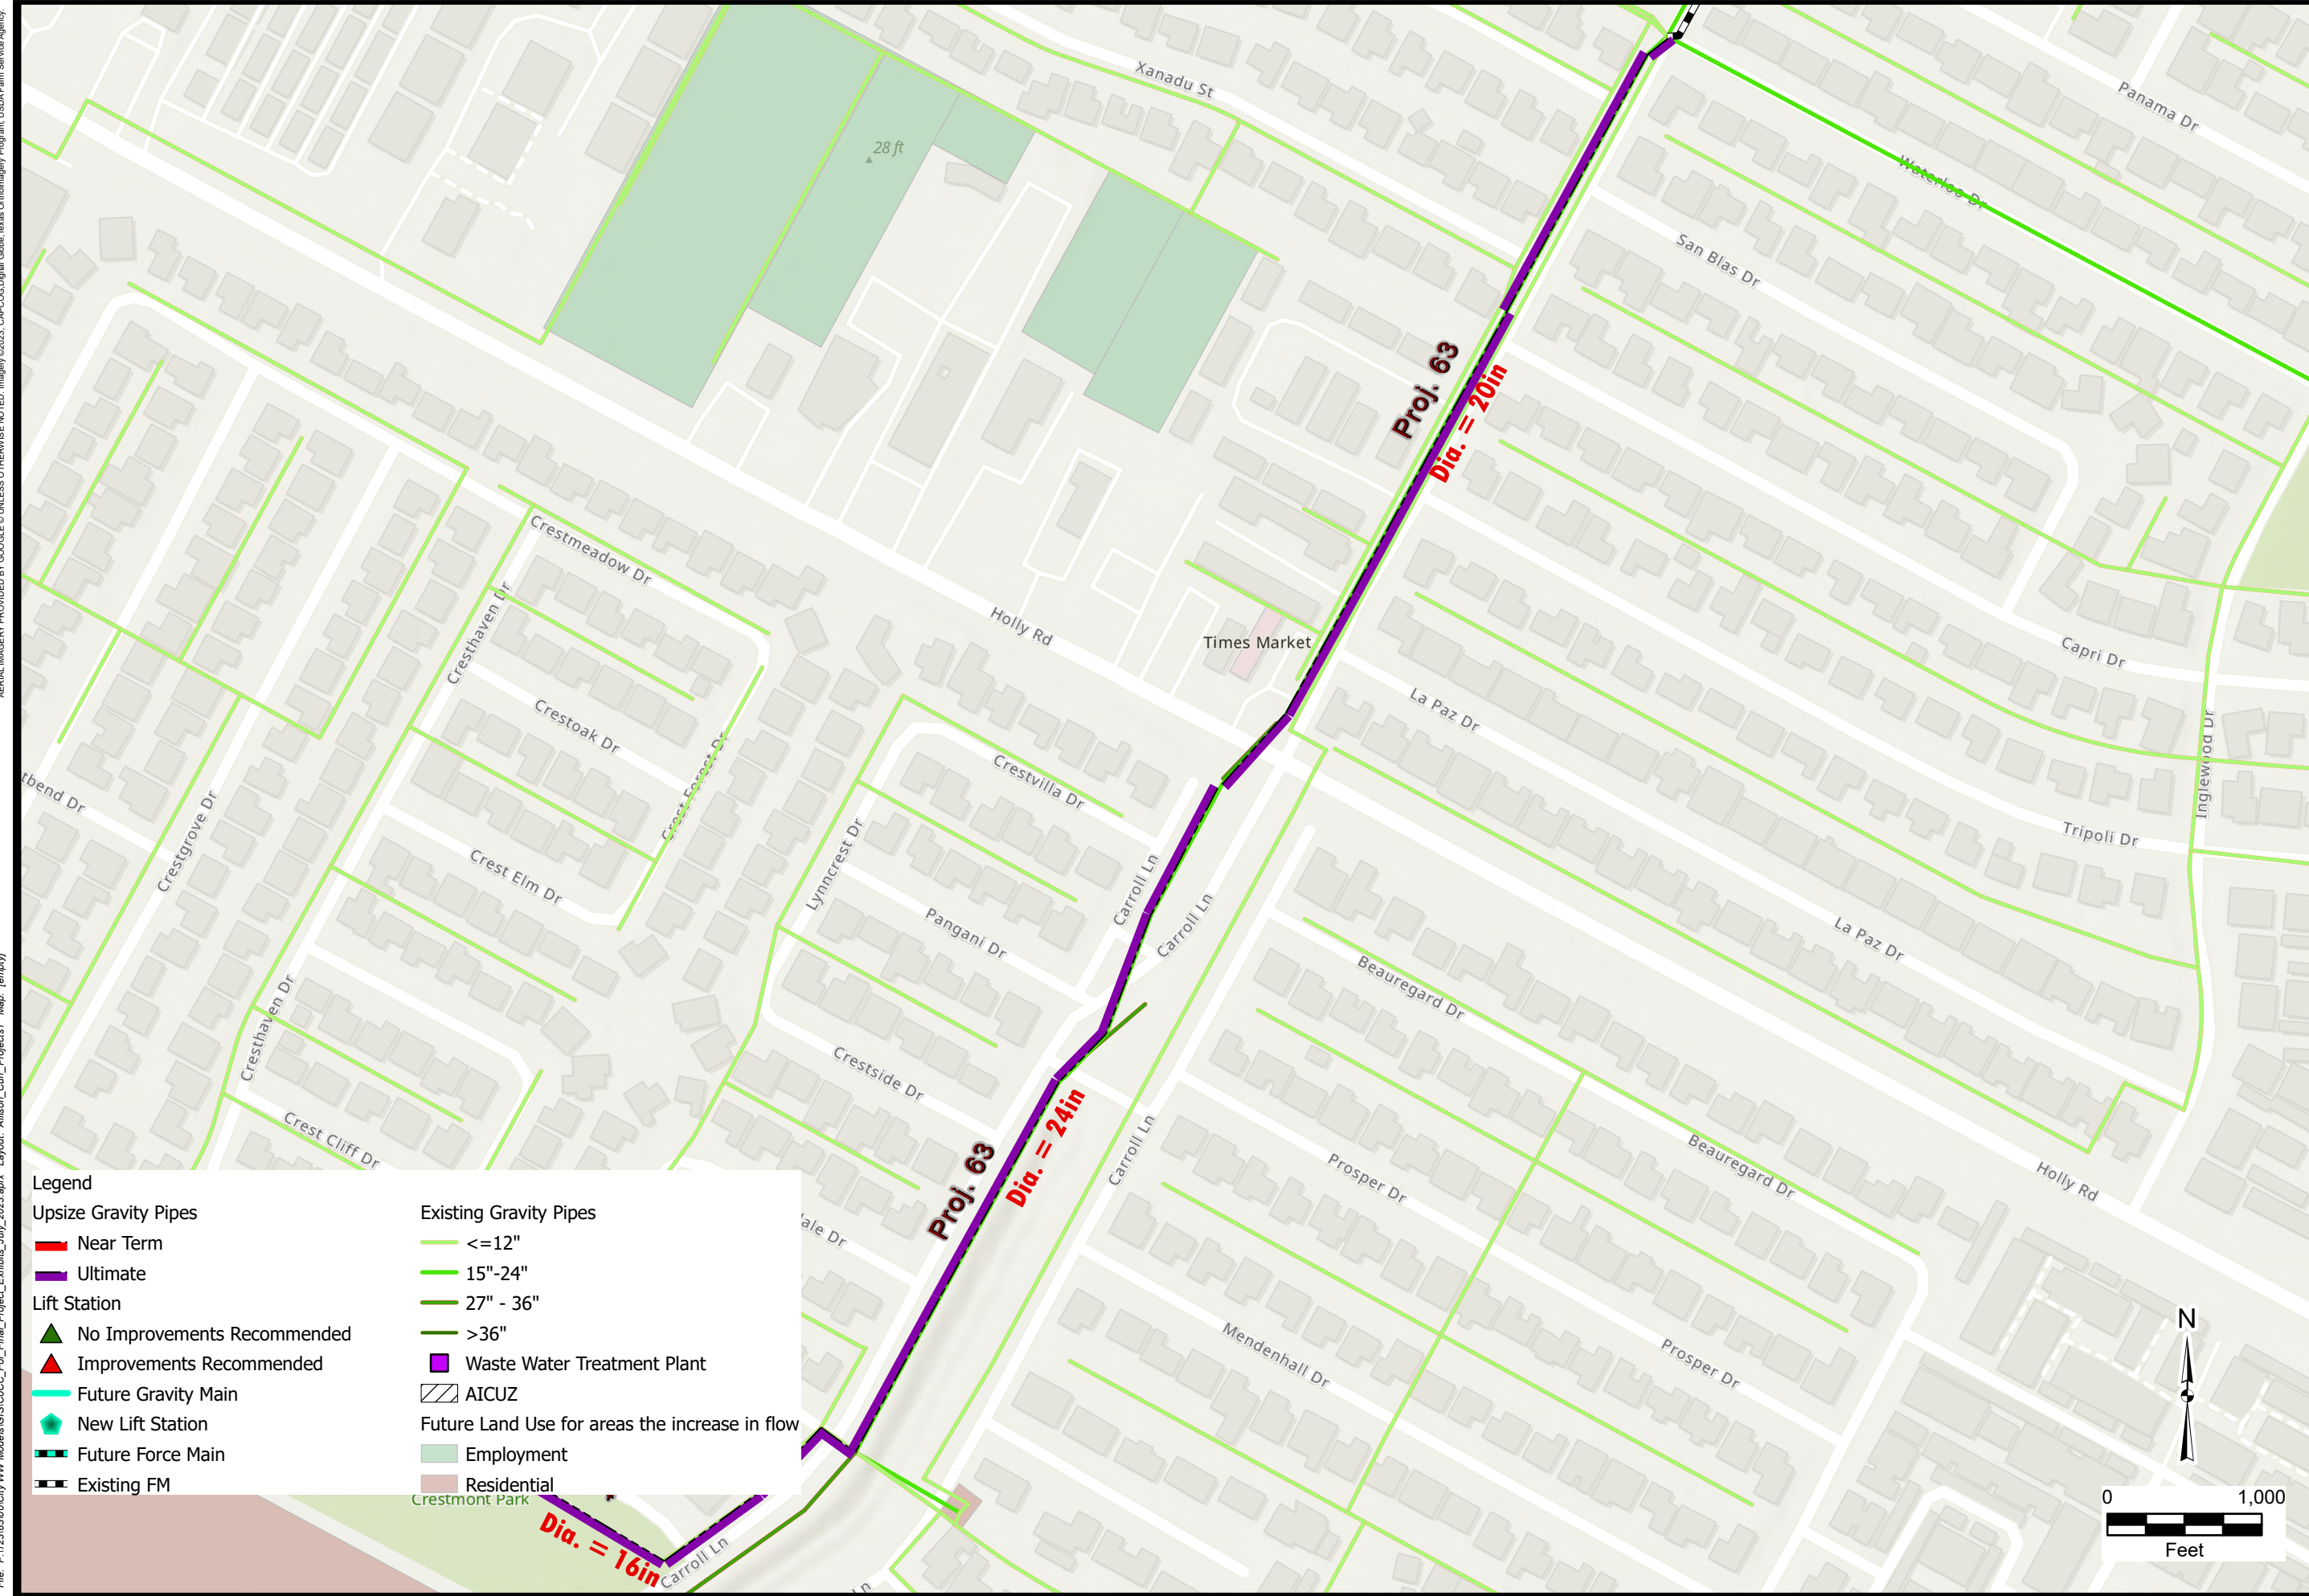 Xanadu St
Panama Dr
28 ft
Waterloo Dr
San Blas Dr
Proj. 63
Dia. = 20in
Crestmeadow Dr
Cresthaven Dr
Holly Rd
Times Market
Capri Dr
La Paz Dr
Crestoak Dr
Crest Forest Dr
Inglewood Dr
Crestvilla Dr
tbend Dr
Crestgrove Dr
Lynncrest Dr
Tripoli Dr
Crest Elm Dr
Carroll Ln
Pangani Dr
Carroll Ln
La Paz Dr
Beauregard Dr
Cresthaven Dr
Crestside Dr
Dia. = 24in
Proj. 63
Carroll Ln
Crest Cliff Dr
Prosper Dr
Beauregard Dr
Holly Rd
dale Dr
Mendenhall Dr
Prosper Dr
Legend
Upsize Gravity Pipes
Near Term
Ultimate
Lift Station
No Improvements Recommended
Improvements Recommended
Future Gravity Main
New Lift Station
Future Force Main
Existing FM
Existing Gravity Pipes
<=12"
15"-24"
27" - 36"
>36"
Waste Water Treatment Plant
AICUZ
Future Land Use for areas the increase in flow
Employment
Residential
Crestmont Park
Dia. = 16in
Carroll Ln
Ln
N
0 1,000
Feet